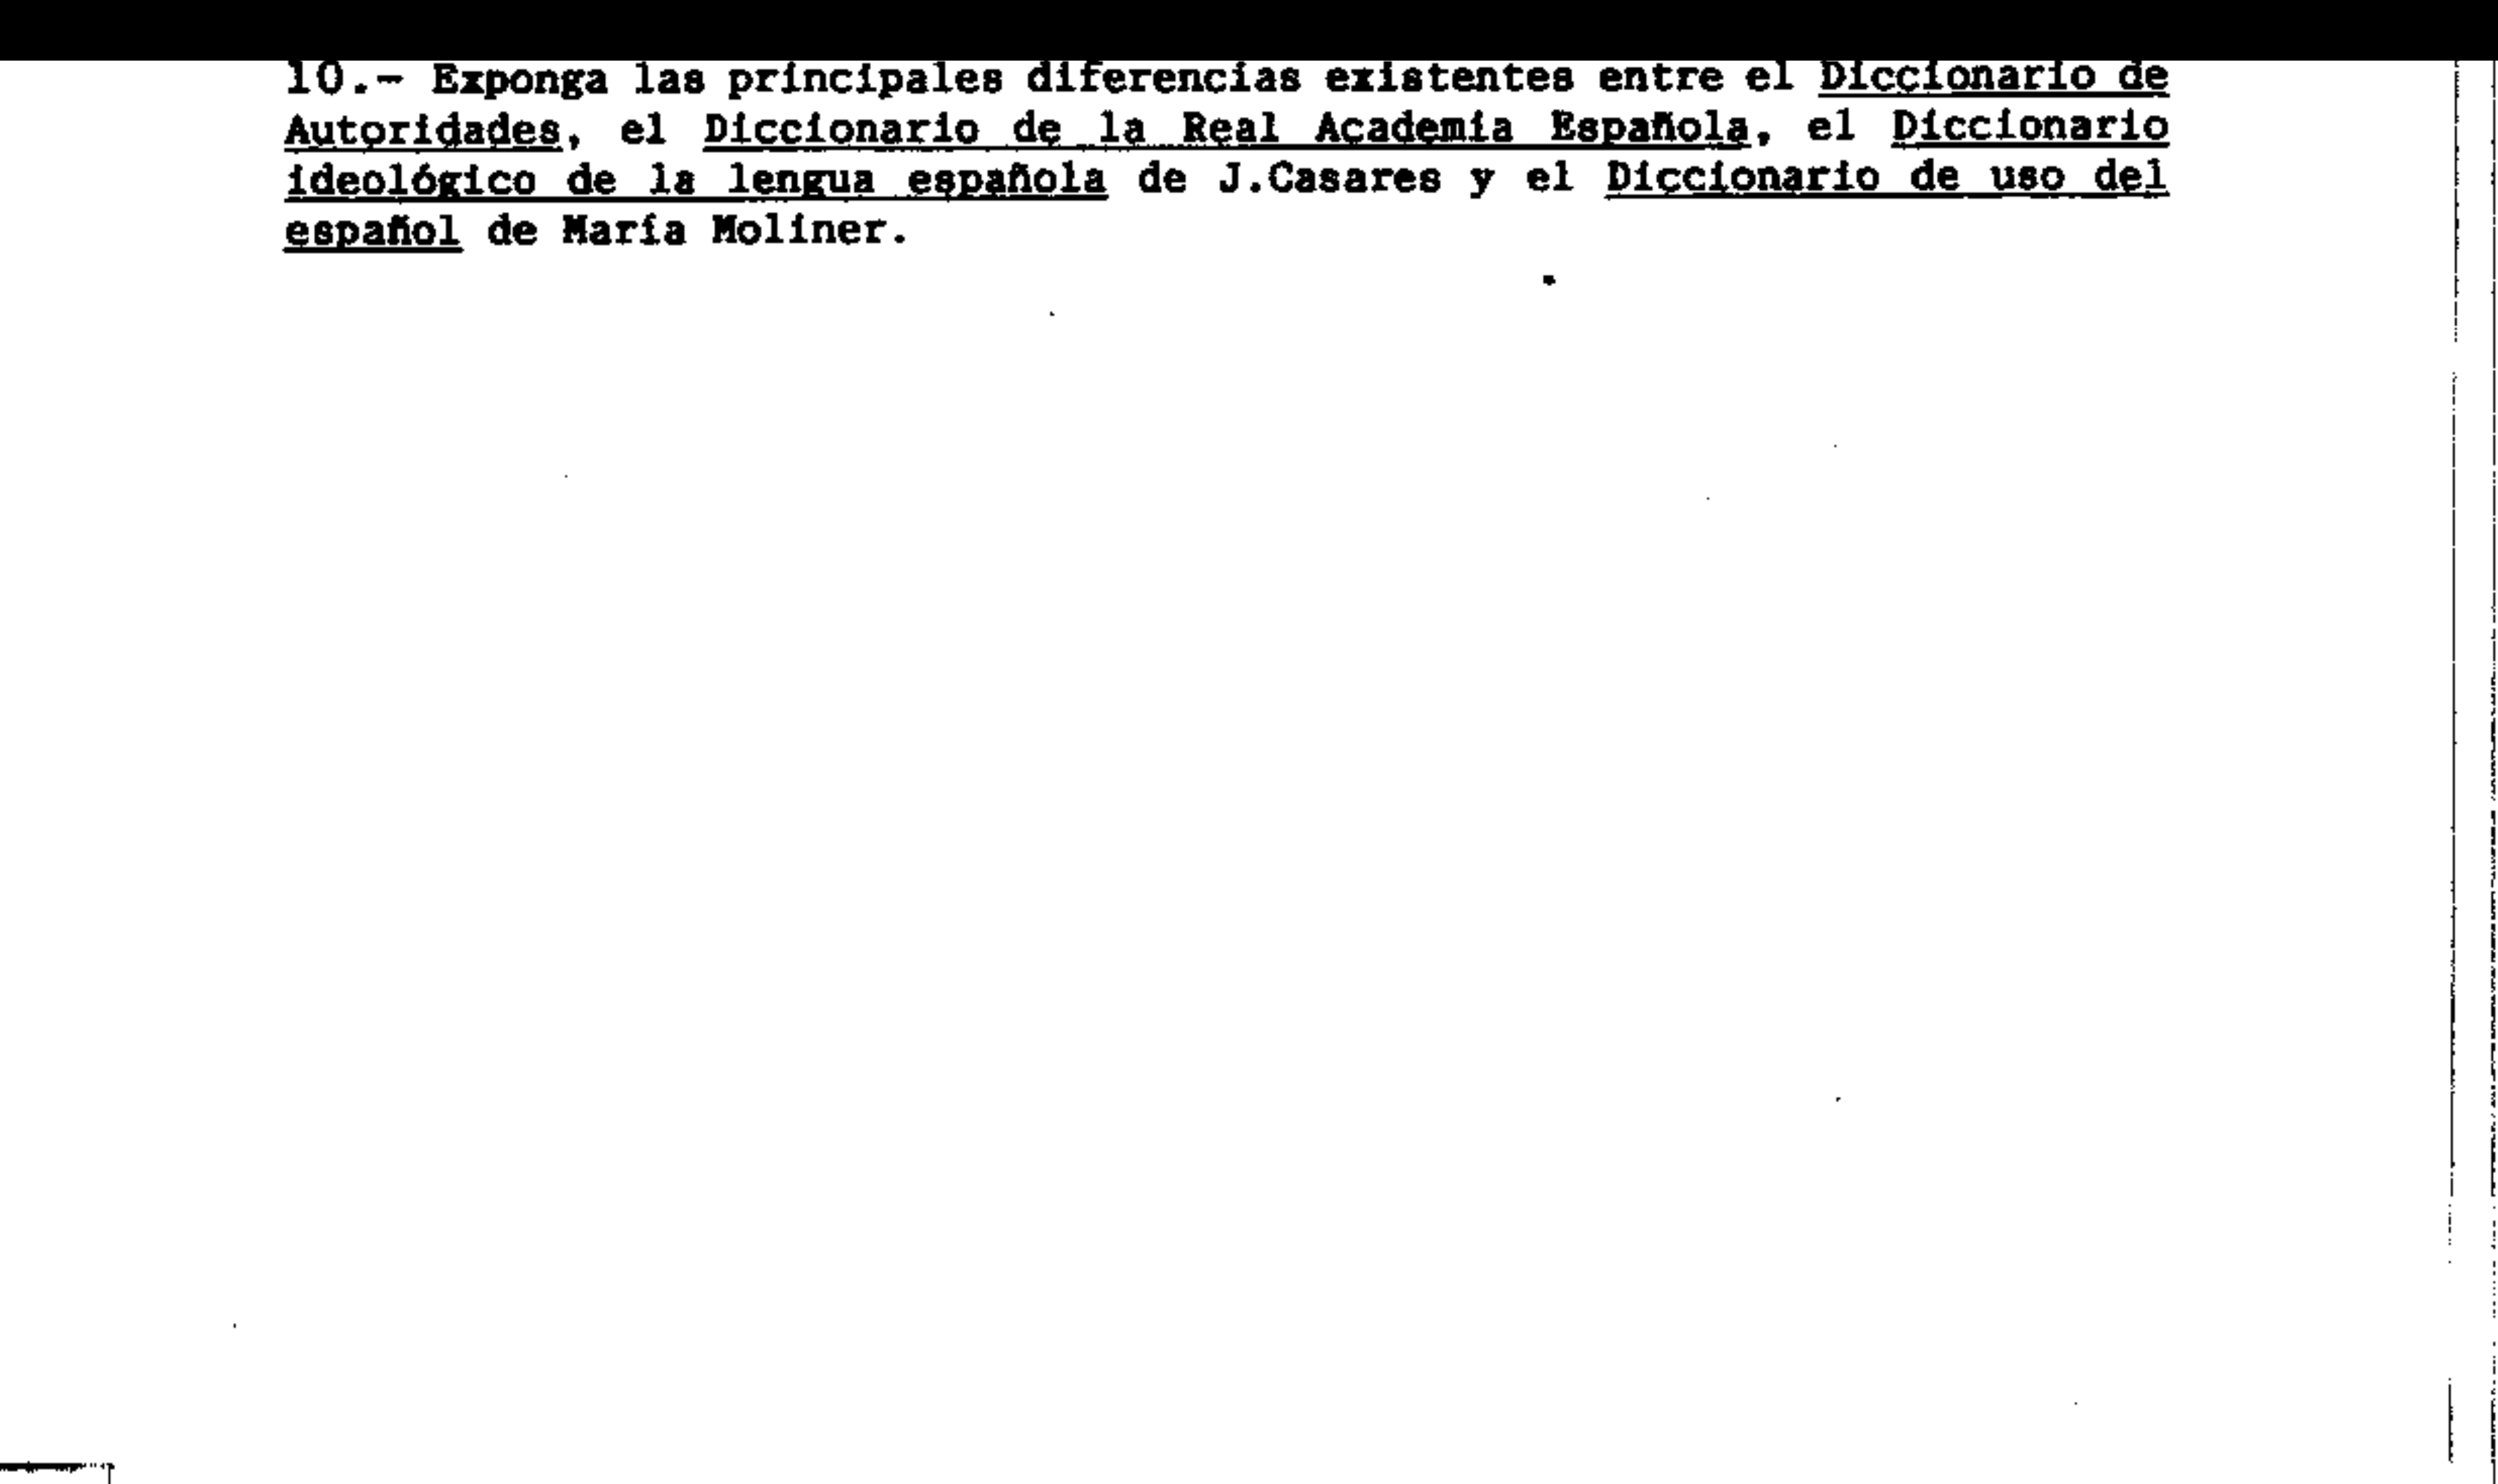 10.- Exponga las principales diferencias existentes entre el Diccionario de
Autoridades, el Diccionario de la Real Academia Española, el Diccionario
ideológico de la lengua española de J.Casares y el Diccionario de uso del
español de María Moliner.